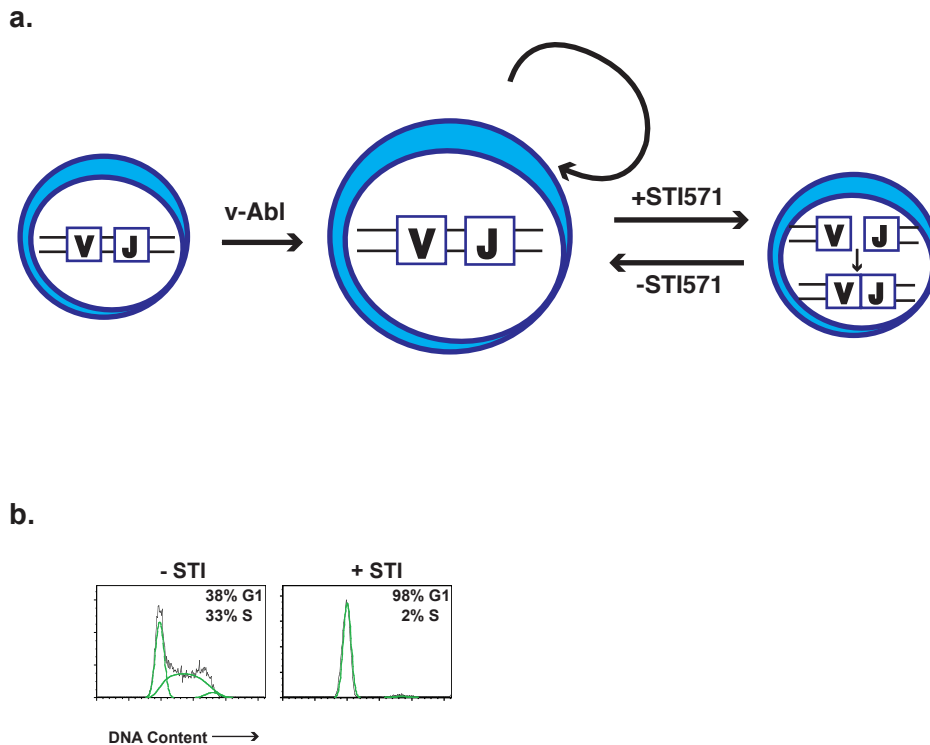 a.
v-Abl
+STI571
-STI571
V J
V J
V J
V J
b.
- STI
38% G1
33% S
+ STI
98% G1
2% S
DNA Content